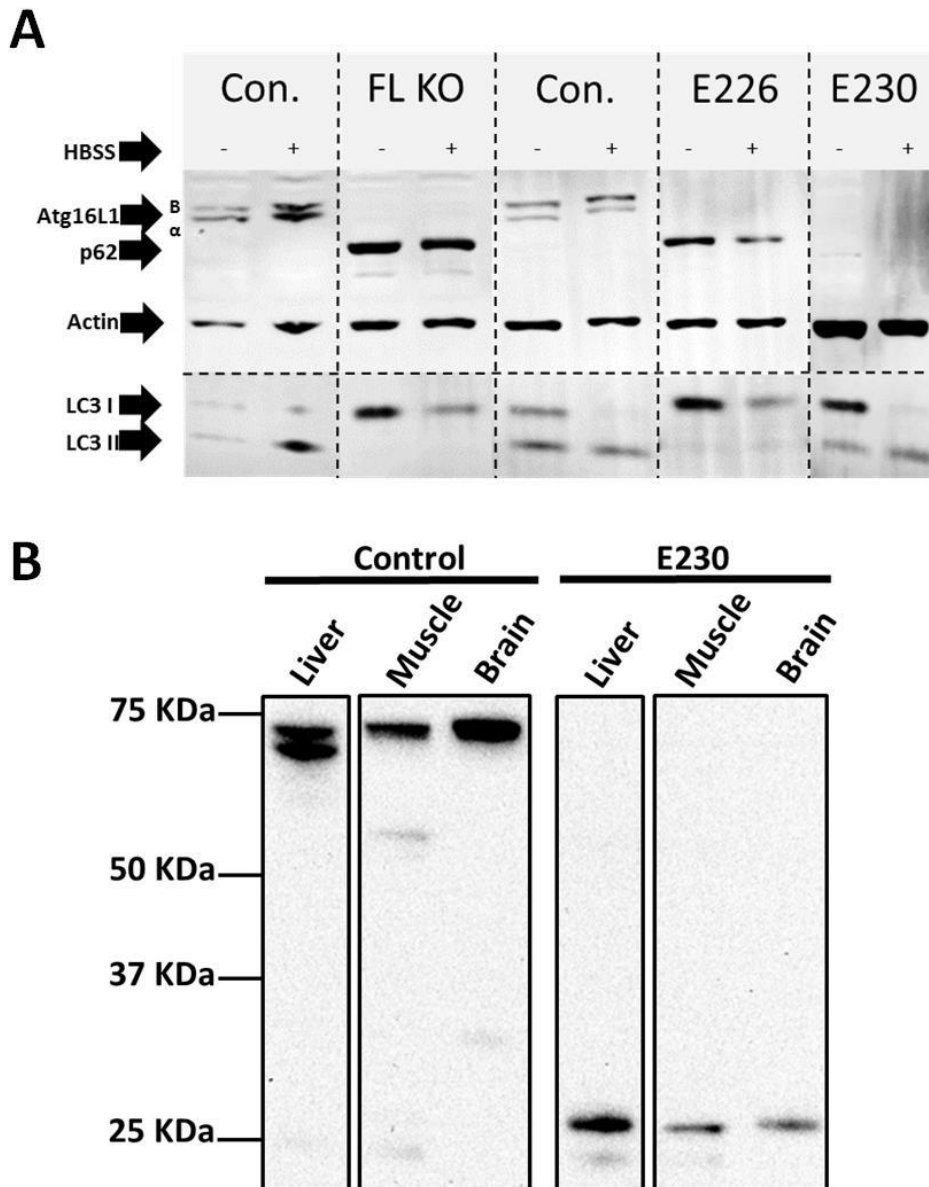 A
Con. FL KO Con. E226 E230
HBSS - + - + - + - + - +
Atg16L1 B
α
p62
Actin
LC3 I
LC3 II
B
Control E230
Liver Muscle Brain Liver Muscle Brain
75 KDa
50 KDa
37 KDa
25 KDa